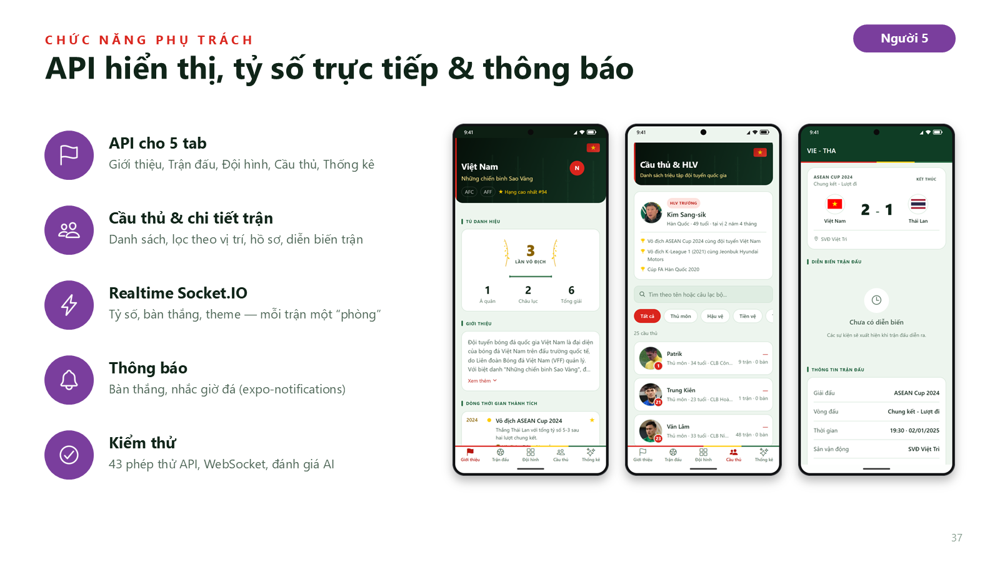 CHỨC NĂNG PHỤ TRÁCH
API hiển thị, tỷ số trực tiếp & thông báo
Người 5
API cho 5 tab
Giới thiệu, Trận đấu, Đội hình, Cầu thủ, Thống kê
Cầu thủ & chi tiết trận
Danh sách, lọc theo vị trí, hồ sơ, diễn biến trận
Realtime Socket.IO
Tỷ số, bàn thắng, theme — mỗi trận một “phòng”
Thông báo
Bàn thắng, nhắc giờ đá (expo-notifications)
Kiểm thử
43 phép thử API, WebSocket, đánh giá AI
9:41
Việt Nam
N
Những chiến binh Sao Vàng
AFC
AFF
Hạng cao nhất #94
TỦ DANH HIỆU
3
LẦN VÔ ĐỊCH
1
2
6
Á quân
Châu lục
Tổng giải
GIỚI THIỆU
Đội tuyển bóng đá quốc gia Việt Nam là đại diện
của bóng đá Việt Nam trên đấu trường quốc tế,
do Liên đoàn Bóng đá Việt Nam (VFF) quản lý.
Với biệt danh "Những chiến binh Sao Vàng", đ...
Xem thêm
DÒNG THỜI GIAN THÀNH TÍCH
2024
Vô địch ASEAN Cup 2024
Thắng Thái Lan với tổng tỷ số 5-3 sau
hai lượt chung kết.
Giới thiệu
Trận đấu
Đội hình
Cầu thủ
Thống kê
9:41
Cầu thủ & HLV
Danh sách triệu tập đội tuyển quốc gia
HLV TRƯỞNG
Kim Sang-sik
Hàn Quốc · 49 tuổi · tại vị 2 năm 4 tháng
Vô địch ASEAN Cup 2024 cùng đội tuyển Việt Nam
Vô địch K-League 1 (2021) cùng Jeonbuk Hyundai
Motors
Cúp FA Hàn Quốc 2020
Tìm theo tên hoặc câu lạc bộ...
Tất cả
Thủ môn
Hậu vệ
Tiền vệ
25 cầu thủ
Patrik
—
1
Thủ môn · 34 tuổi · CLB Côn...
9 trận · 0 bàn
Trung Kiên
—
21
Thủ môn · 23 tuổi · CLB Hoà...
1 trận · 0 bàn
Văn Lâm
—
23
Thủ môn · 33 tuổi · CLB Ni...
48 trận · 0 bàn
Giới thiệu
Trận đấu
Đội hình
Cầu thủ
Thống kê
9:41
VIE - THA
ASEAN CUP 2024
Chung kết - Lượt đi
KẾT THÚC
2 - 1
Việt Nam
Thái Lan
SVĐ Việt Trì
DIỄN BIẾN TRẬN ĐẤU
Chưa có diễn biến
Các sự kiện sẽ xuất hiện khi trận đấu diễn ra.
THÔNG TIN TRẬN ĐẤU
Giải đấu
ASEAN Cup 2024
Vòng đấu
Chung kết - Lượt đi
Thời gian
19:30 · 02/01/2025
Sân vận động
SVĐ Việt Trì
37